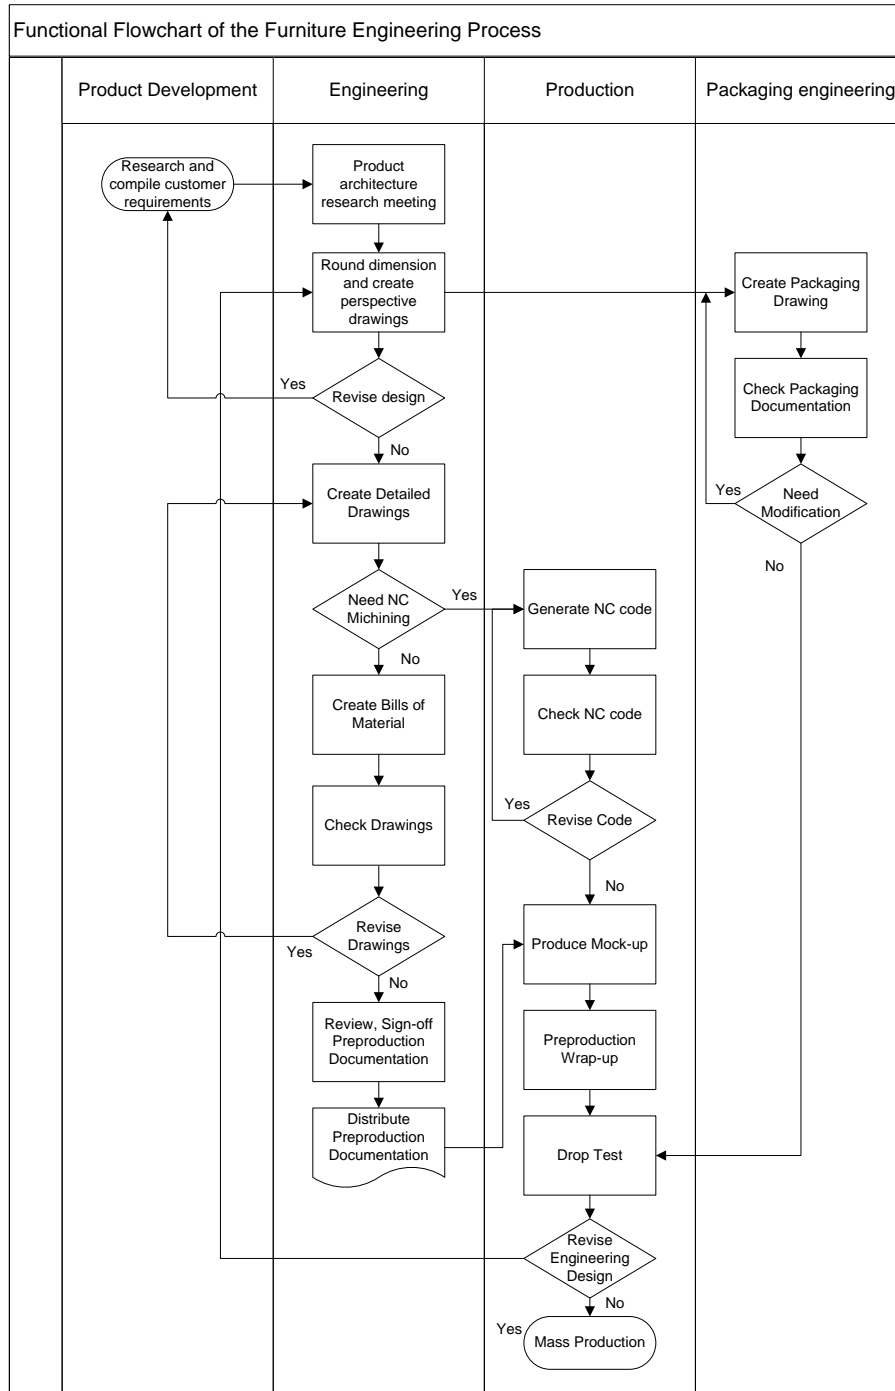 Functional Flowchart of the Furniture Engineering Process
Product Development
Engineering
Production
Packaging engineering
Research and
compile customer
requirements
Product
architecture
research meeting
Round dimension
and create
perspective
drawings
Create Packaging
Drawing
Yes
Revise design
No
Check Packaging
Documentation
Create Detailed
Drawings
Yes
Need
Modification
No
Need NC
Michining
Yes
No
Generate NC code
Create Bills of
Material
Check NC code
Check Drawings
Yes
Revise Code
No
Revise
Drawings
Yes
No
Produce Mock-up
Review, Sign-off
Preproduction
Documentation
Preproduction
Wrap-up
Distribute
Preproduction
Documentation
Drop Test
Revise
Engineering
Design
No
Yes
Mass Production